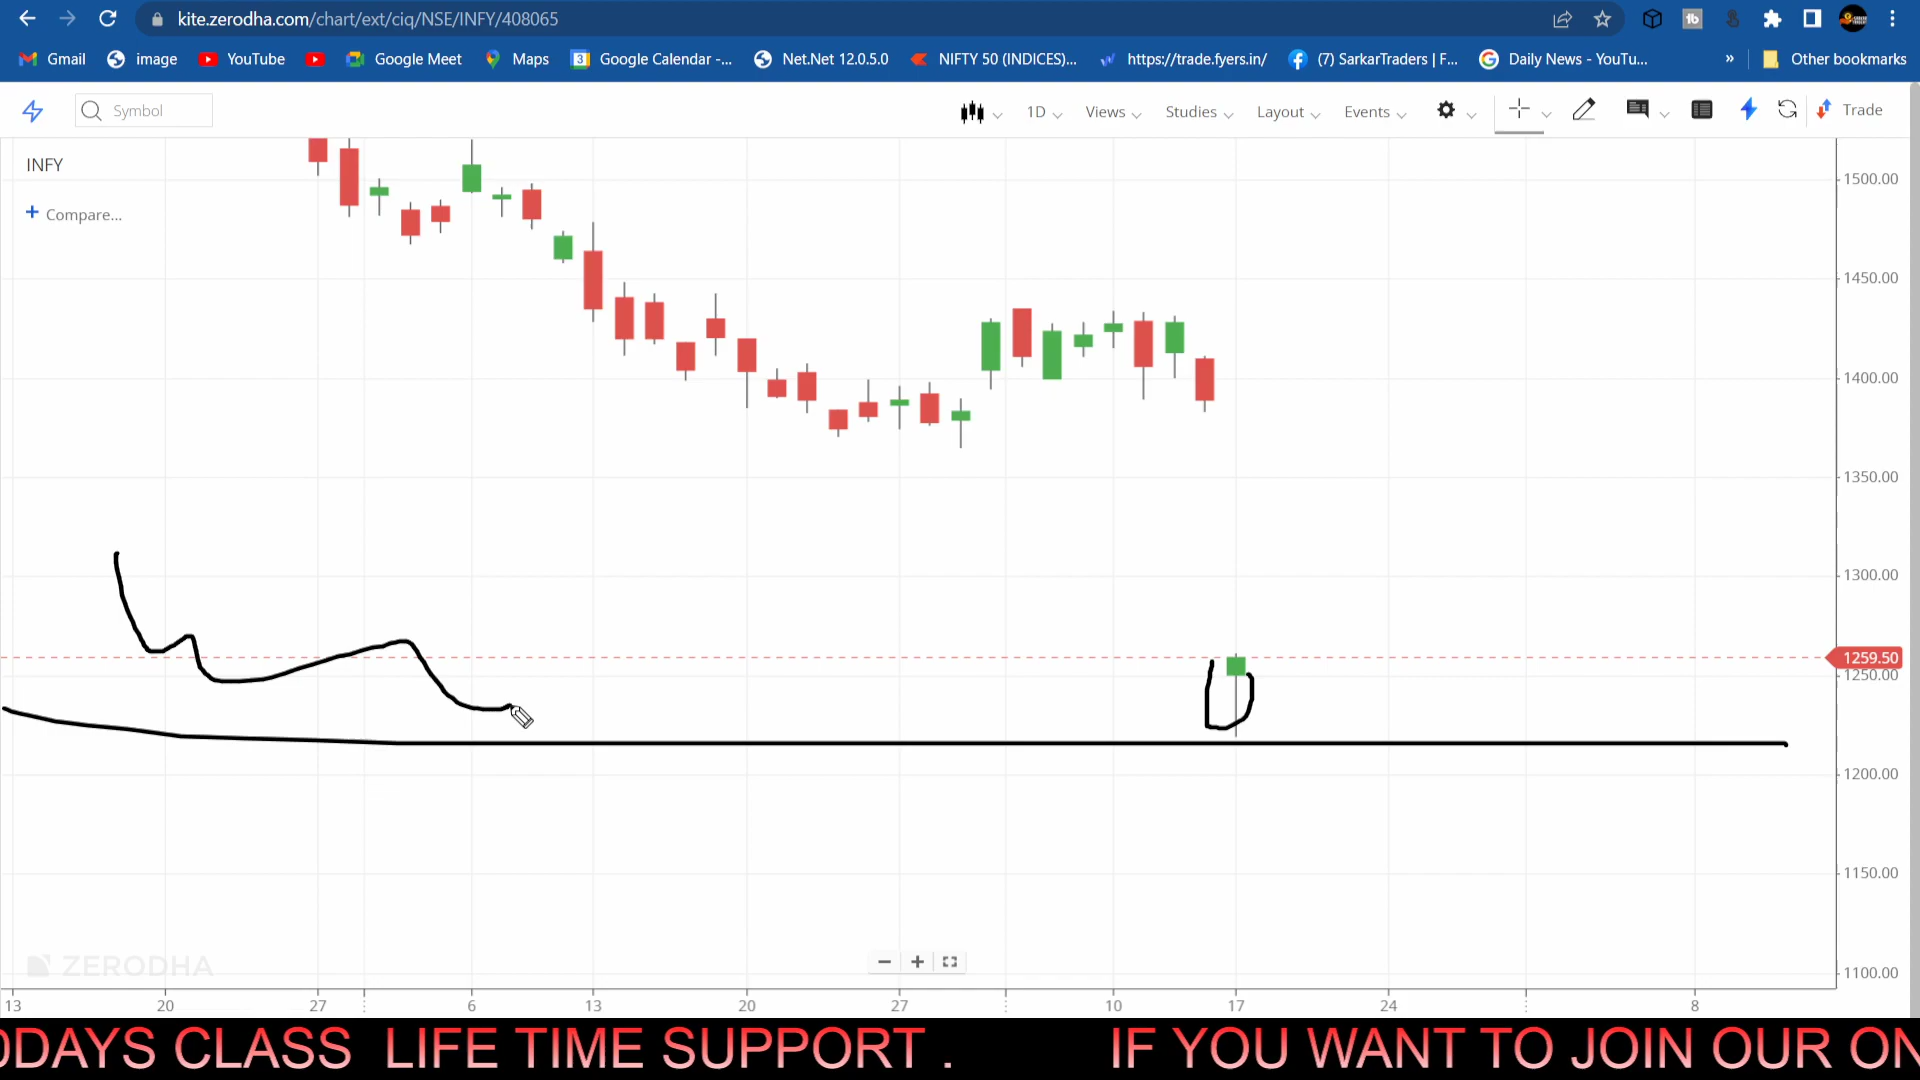 kite.zerodha.com/chart/ext/ciq/NSE/INFY/408065
Gmail image YouTube Google Meet 3 Google Calendar -... Maps Net.Net 12.0.5.0 NIFTY 50 (INDICES)... https://trade.fyers.in/ (7) SarkarTraders | F... Daily News - YouTu... » Other bookmarks
Symbol 1D Views Studies Layout Events Trade
INFY
+ Compare...
1500.00
1450.00
1400.00
1350.00
1300.00
1259.50
1250.00
1200.00
1150.00
1100.00
ZERODHA
13 20 27 6 13 20 27 10 17 24 8
ODAYS CLASS LIFE TIME SUPPORT . IF YOU WANT TO JOIN OUR ON